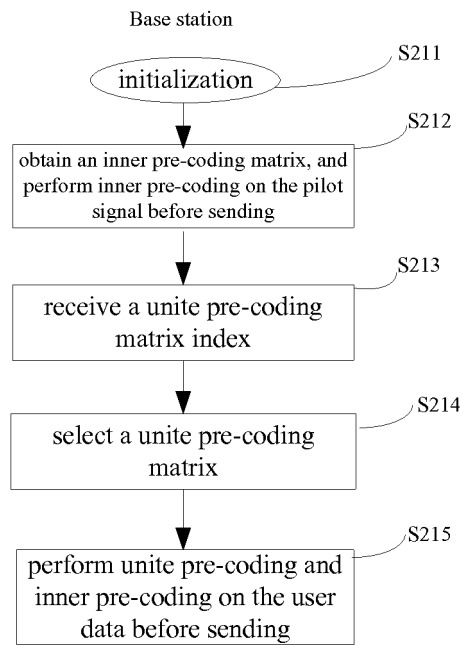 Base station
initialization
S211
S212
obtain an inner pre-coding matrix, and
perform inner pre-coding on the pilot
signal before sending
S213
receive a unite pre-coding
matrix index
S214
select a unite pre-coding
matrix
S215
perform unite pre-coding and
inner pre-coding on the user
data before sending